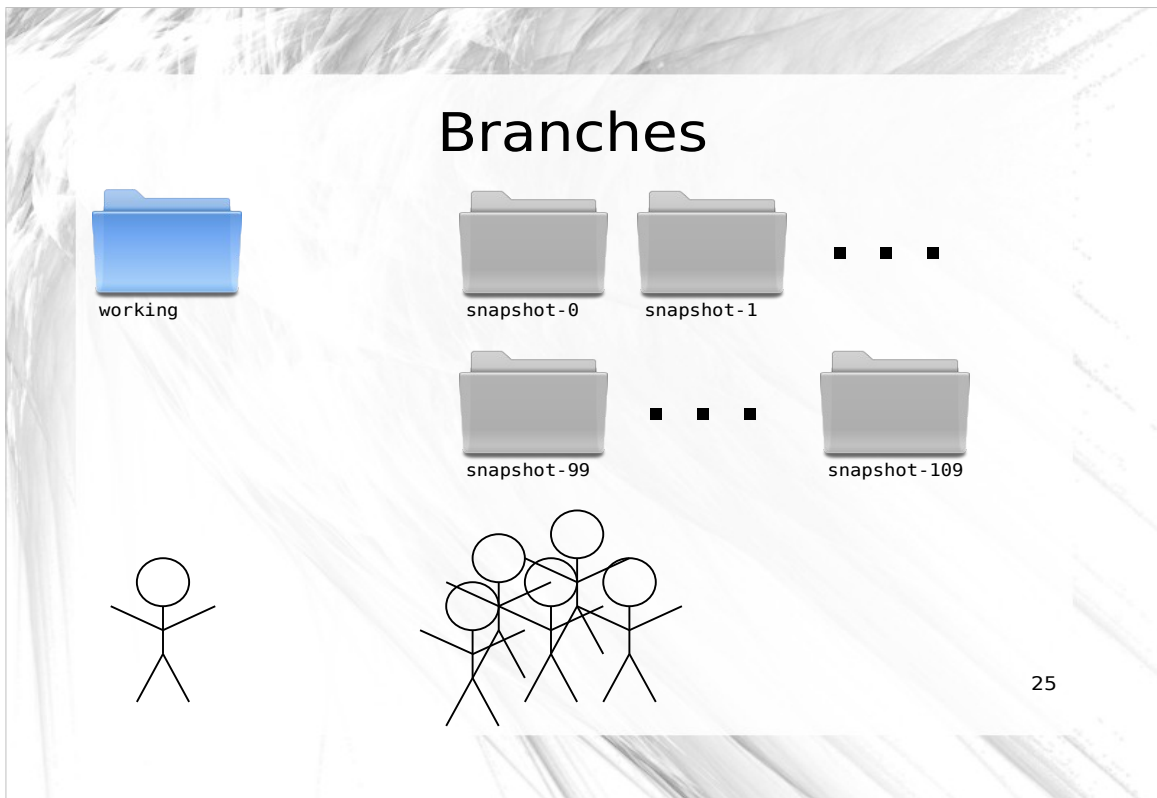 Branches
working
snapshot-0
snapshot-1
. . .
snapshot-99
. . .
snapshot-109
25